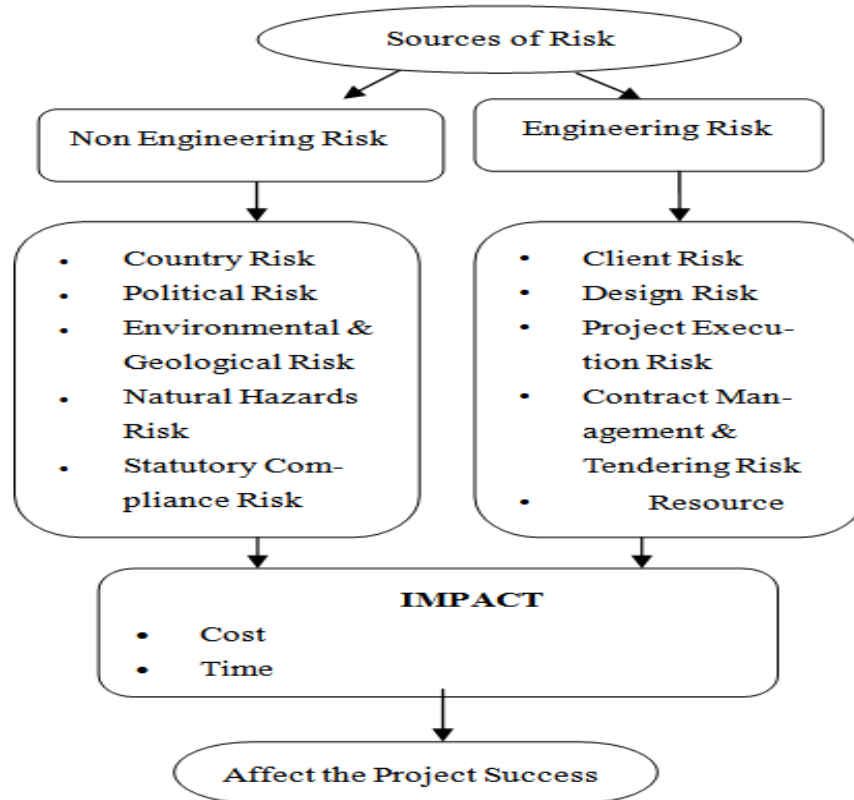 Sources of Risk
Non Engineering Risk
Engineering Risk
• Country Risk
• Political Risk
• Environmental &
Geological Risk
• Natural Hazards
Risk
• Statutory Com-
pliance Risk
• Client Risk
• Design Risk
• Project Execu-
tion Risk
• Contract Man-
agement &
Tendering Risk
• Resource
IMPACT
• Cost
• Time
Affect the Project Success